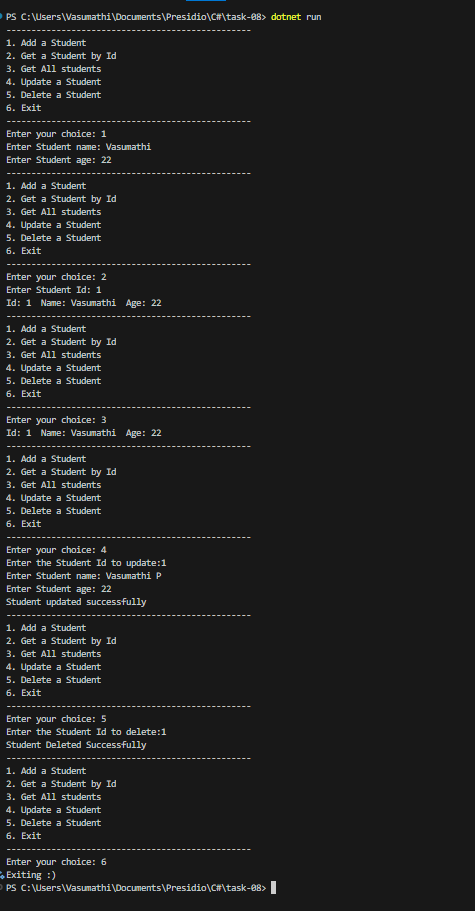 PS C:\Users\Vasumathi\Documents\Presidio\C#\task-08> dotnet run
-------------------------------------------------
1. Add a Student
2. Get a Student by Id
3. Get All students
4. Update a Student
5. Delete a Student
6. Exit
-------------------------------------------------
Enter your choice: 1
Enter Student name: Vasumathi
Enter Student age: 22
-------------------------------------------------
1. Add a Student
2. Get a Student by Id
3. Get All students
4. Update a Student
5. Delete a Student
6. Exit
-------------------------------------------------
Enter your choice: 2
Enter Student Id: 1
Id: 1  Name: Vasumathi  Age: 22
-------------------------------------------------
1. Add a Student
2. Get a Student by Id
3. Get All students
4. Update a Student
5. Delete a Student
6. Exit
-------------------------------------------------
Enter your choice: 3
Id: 1  Name: Vasumathi  Age: 22
-------------------------------------------------
1. Add a Student
2. Get a Student by Id
3. Get All students
4. Update a Student
5. Delete a Student
6. Exit
-------------------------------------------------
Enter your choice: 4
Enter the Student Id to update:1
Enter Student name: Vasumathi P
Enter Student age: 22
Student updated successfully
-------------------------------------------------
1. Add a Student
2. Get a Student by Id
3. Get All students
4. Update a Student
5. Delete a Student
6. Exit
-------------------------------------------------
Enter your choice: 5
Enter the Student Id to delete:1
Student Deleted Successfully
-------------------------------------------------
1. Add a Student
2. Get a Student by Id
3. Get All students
4. Update a Student
5. Delete a Student
6. Exit
-------------------------------------------------
Enter your choice: 6
Exiting :)
PS C:\Users\Vasumathi\Documents\Presidio\C#\task-08>